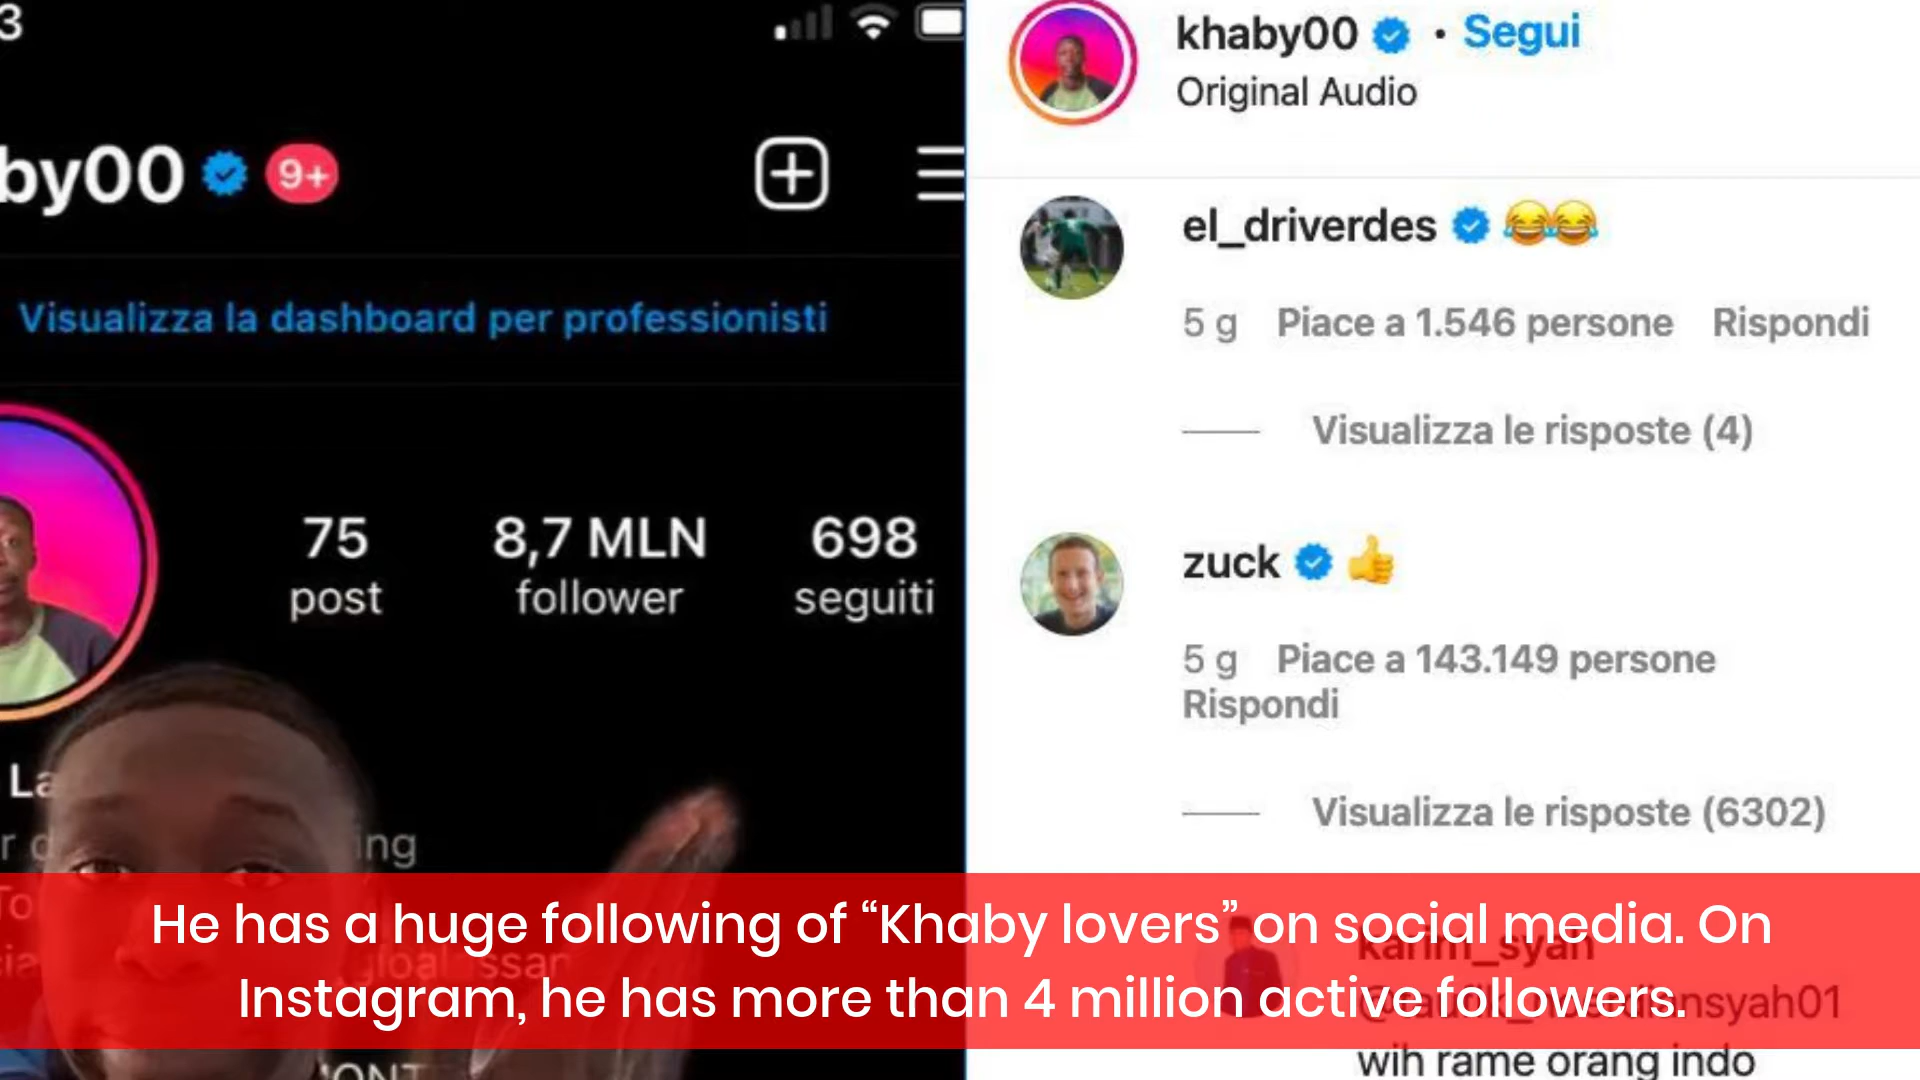 3
by00 9+
Visualizza la dashboard per professionisti
75 8,7 MLN 698
post follower seguiti
La
ing
khaby00 • Segui
Original Audio
el_driverdes 😂😂
5 g Piace a 1.546 persone Rispondi
Visualizza le risposte (4)
zuck 👍
5 g Piace a 143.149 persone
Rispondi
Visualizza le risposte (6302)
karim_syah
wih rame orang indo
He has a huge following of “Khaby lovers” on social media. On
Instagram, he has more than 4 million active followers.